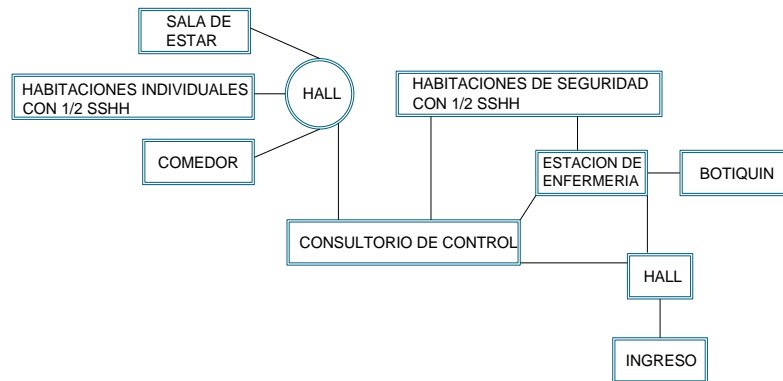 SALA DE
ESTAR
HABITACIONES INDIVIDUALES
CON 1/2 SSHH
HALL
HABITACIONES DE SEGURIDAD
CON 1/2 SSHH
COMEDOR
ESTACION DE
ENFERMERIA
BOTIQUIN
CONSULTORIO DE CONTROL
HALL
INGRESO